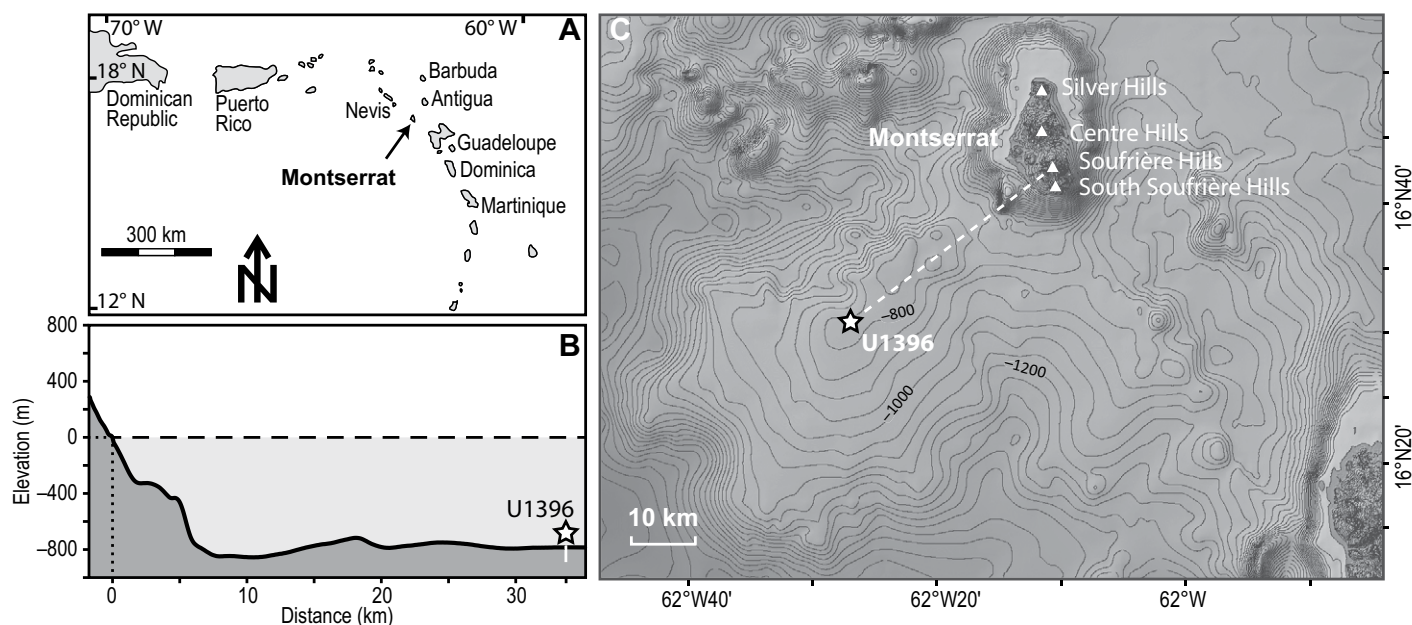 70° W
60° W
A
18° N
Barbuda
Dominican
Republic
Puerto
Rico
Nevis
Antigua
Guadeloupe
Montserrat
Dominica
Martinique
300 km
N
12° N
B
800
400
0
–400
–800
Elevation (m)
U1396
0
10
20
30
Distance (km)
C
Silver Hills
Montserrat
Centre Hills
Soufrière Hills
South Soufrière Hills
16°N40'
–800
U1396
–1200
–1000
16°N20'
10 km
62°W40'
62°W20'
62°W